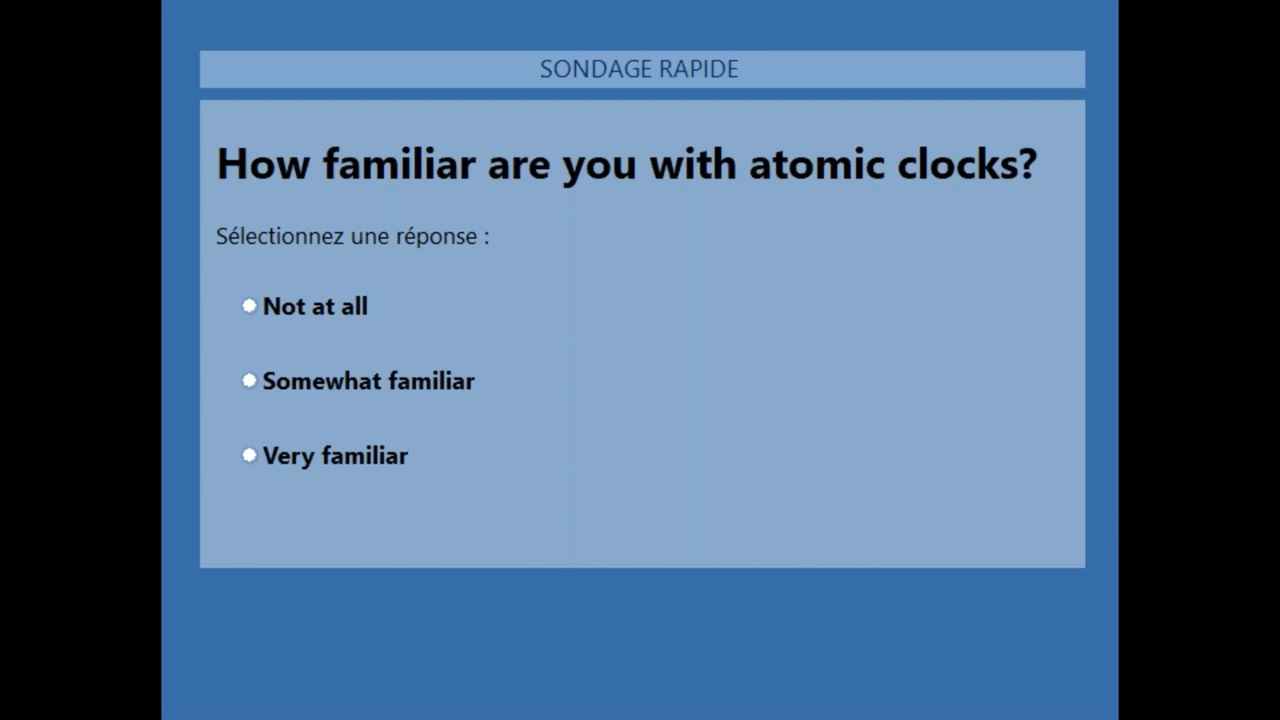 SONDAGE RAPIDE
How familiar are you with atomic clocks?
Sélectionnez une réponse :
Not at all
Somewhat familiar
Very familiar